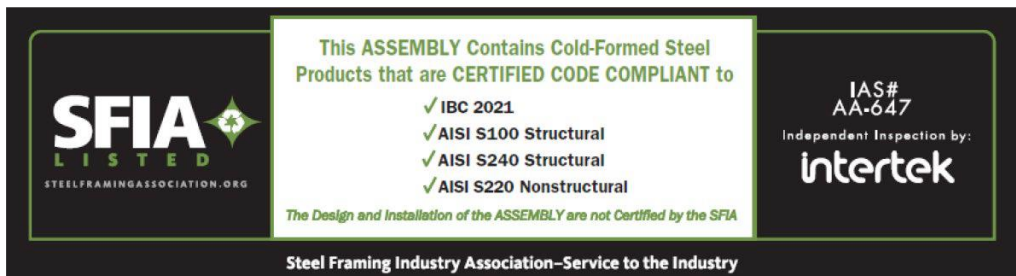 SFIA
LISTED
STEELFRAMINGASSOCIATION.ORG
This ASSEMBLY Contains Cold-Formed Steel
Products that are CERTIFIED CODE COMPLIANT to
✓IBC 2021
✓AISI S100 Structural
✓AISI S240 Structural
✓AISI S220 Nonstructural
The Design and Installation of the ASSEMBLY are not Certified by the SFIA
IAS#
AA-647
Independent Inspection by:
intertek
Steel Framing Industry Association–Service to the Industry